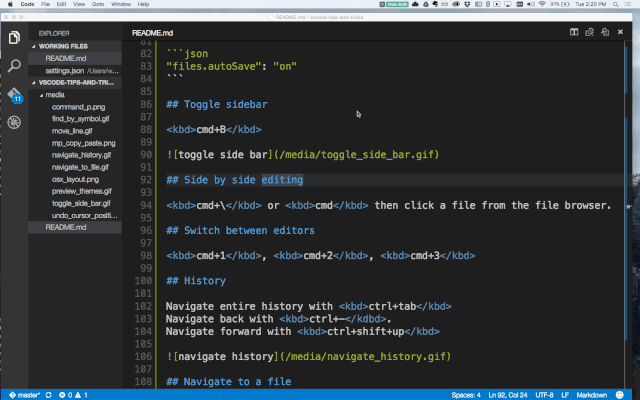 Code File Edit View Goto Window Help
97% Tue 2:20 PM
README.md - vscode-tips-and-tricks
EXPLORER
WORKING FILES
README.md
settings.json
VSCODE-TIPS-AND-TRI...
media
command_p.png
find_by_symbol.gif
move_line.gif
mp_copy_paste.png
navigate_history.gif
navigate_to_file.gif
osx_layout.png
preview_themes.gif
toggle_side_bar.gif
undo_cursor_positi...
README.md
11
README.md
81
82 ```json
83 "files.autoSave": "on"
84 ```
85
86 ## Toggle sidebar
87
88 <kbd>cmd+B</kbd>
89
90 ![toggle side bar](/media/toggle_side_bar.gif)
91
92 ## Side by side editing
93
94 <kbd>cmd+\</kbd> or <kbd>cmd</kbd> then click a file from the file browser.
95
96 ## Switch between editors
97
98 <kbd>cmd+1</kbd>, <kbd>cmd+2</kbd>, <kbd>cmd+3</kbd>
99
100 ## History
101
102 Navigate entire history with <kbd>ctrl+tab</kbd>
103 Navigate back with <kbd>ctrl+-</kdbd>.
104 Navigate forward with <kbd>ctrl+shift+up</kbd>
105
106 ![navigate history](/media/navigate_history.gif)
107
108 ## Navigate to a file
master* 0 1 Spaces: 4 Ln 92, Col 24 UTF-8 LF Markdown